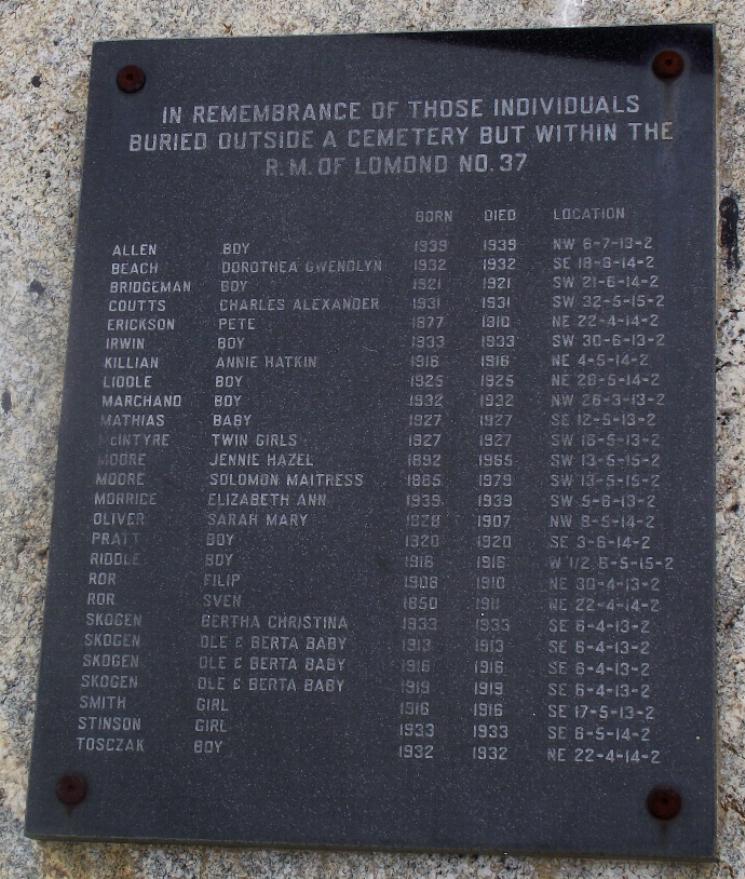 IN REMEMBRANCE OF THOSE INDIVIDUALS
BURIED OUTSIDE A CEMETERY BUT WITHIN THE
R.M. OF LOMOND NO. 37
BORN DIED LOCATION
ALLEN BOY 1939 1939 NW 6-7-13-2
BEACH DOROTHEA GWENDLYN 1932 1932 SE 18-6-14-2
BRIDGEMAN BOY 1921 1921 SW 21-6-14-2
COUTTS CHARLES ALEXANDER 1931 1931 SW 32-5-15-2
ERICKSON PETE 1877 1910 NE 22-4-14-2
IRWIN BOY 1933 1933 SW 30-6-13-2
KILLIAN ANNIE HATKIN 1916 1916 NE 4-5-14-2
LIDDLE BOY 1925 1925 NE 28-5-14-2
MARCHAND BOY 1932 1932 NW 26-3-13-2
MATHIAS BABY 1927 1927 SE 12-5-13-2
McINTYRE TWIN GIRLS 1927 1927 SW 16-5-13-2
MOORE JENNIE HAZEL 1892 1965 SW 13-5-15-2
MOORE SOLOMON MAITRESS 1885 1979 SW 13-5-15-2
MORRICE ELIZABETH ANN 1939 1939 SW 5-6-13-2
OLIVER SARAH MARY 1828 1907 NW 8-5-14-2
PRATT BOY 1920 1920 SE 3-6-14-2
RIDDLE BOY 1916 1916 W 1/2 6-5-15-2
ROR FILIP 1908 1910 NE 30-4-13-2
ROR SVEN 1850 1911 NE 22-4-14-2
SKOGEN BERTHA CHRISTINA 1933 1933 SE 6-4-13-2
SKOGEN OLE & BERTA BABY 1913 1913 SE 6-4-13-2
SKOGEN OLE & BERTA BABY 1916 1916 SE 6-4-13-2
SKOGEN OLE & BERTA BABY 1919 1919 SE 6-4-13-2
SMITH GIRL 1916 1916 SE 17-5-13-2
STINSON GIRL 1933 1933 SE 6-5-14-2
TOSCZAK BOY 1932 1932 NE 22-4-14-2